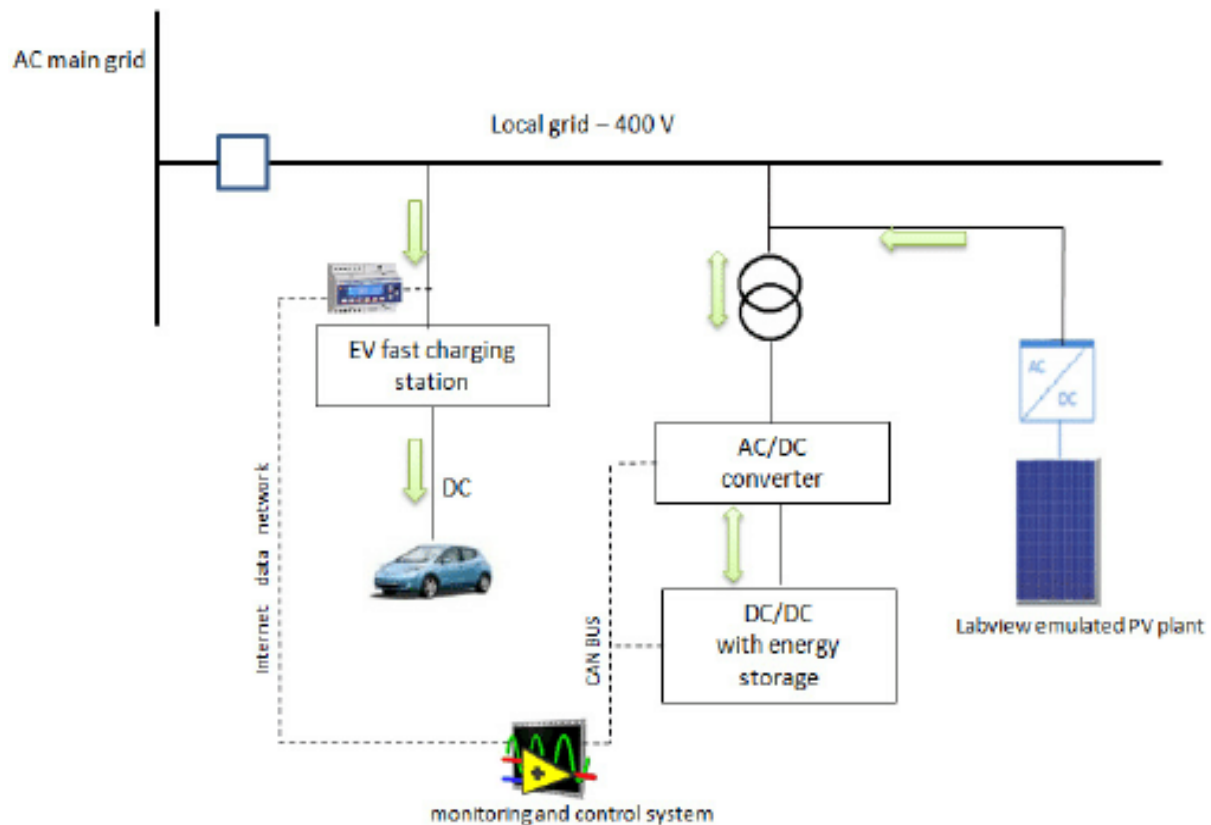 AC main grid
Local grid – 400 V
EV fast charging
station
DC
AC/DC
converter
DC/DC
with energy
storage
AC
DC
Labview emulated PV plant
Internet data network
CAN BUS
monitoring and control system